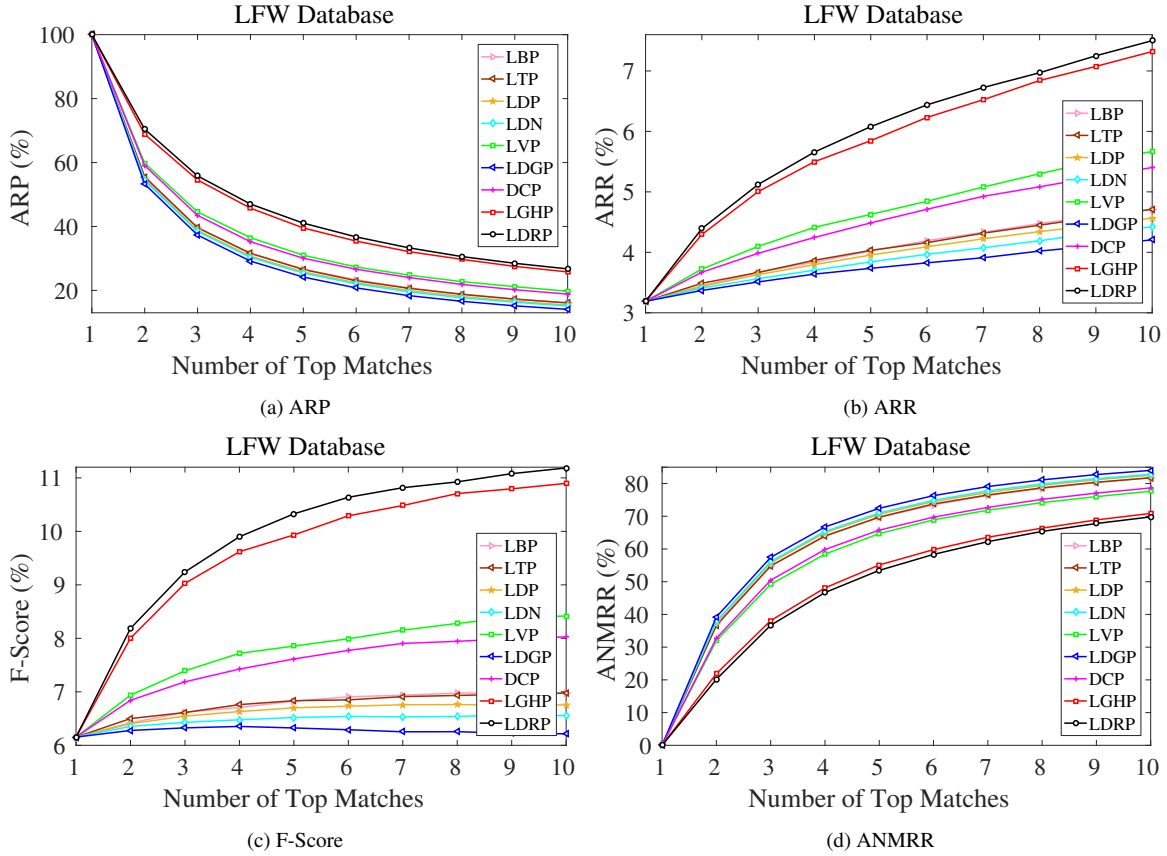 LFW Database
ARP (%)
100
80
60
40
20
1 2 3 4 5 6 7 8 9 10
Number of Top Matches
LBP
LTP
LDP
LDN
LVP
LDGP
DCP
LGHP
LDRP
(a) ARP
LFW Database
ARR (%)
7
6
5
4
3
1 2 3 4 5 6 7 8 9 10
Number of Top Matches
LBP
LTP
LDP
LDN
LVP
LDGP
DCP
LGHP
LDRP
(b) ARR
LFW Database
F-Score (%)
11
10
9
8
7
6
1 2 3 4 5 6 7 8 9 10
Number of Top Matches
LBP
LTP
LDP
LDN
LVP
LDGP
DCP
LGHP
LDRP
(c) F-Score
LFW Database
ANMRR (%)
80
70
60
50
40
30
20
10
0
1 2 3 4 5 6 7 8 9 10
Number of Top Matches
LBP
LTP
LDP
LDN
LVP
LDGP
DCP
LGHP
LDRP
(d) ANMRR